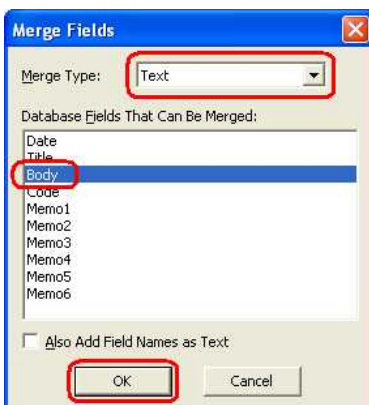 Merge Fields
Merge Type: Text
Database Fields That Can Be Merged:
Date
Title
Body
Code
Memo1
Memo2
Memo3
Memo4
Memo5
Memo6
Also Add Field Names as Text
OK Cancel